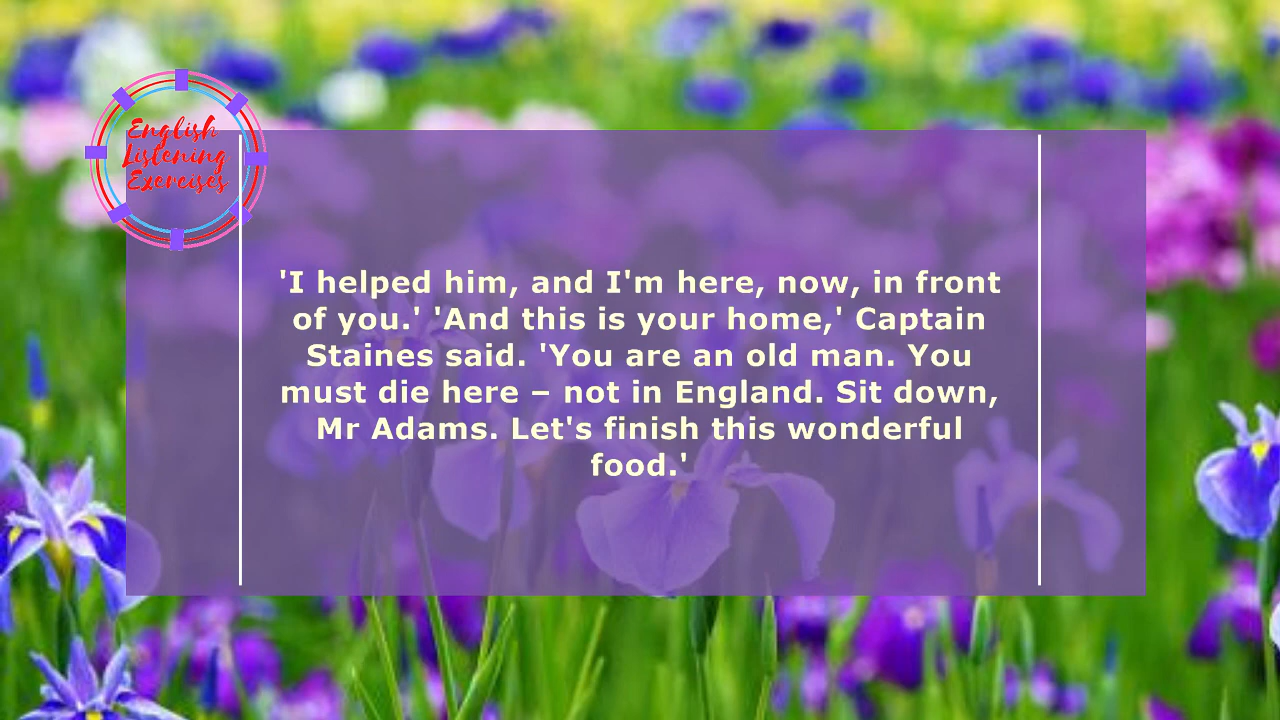 English
Listening
Exercises
'I helped him, and I'm here, now, in front
of you.' 'And this is your home,' Captain
Staines said. 'You are an old man. You
must die here – not in England. Sit down,
Mr Adams. Let's finish this wonderful
food.'